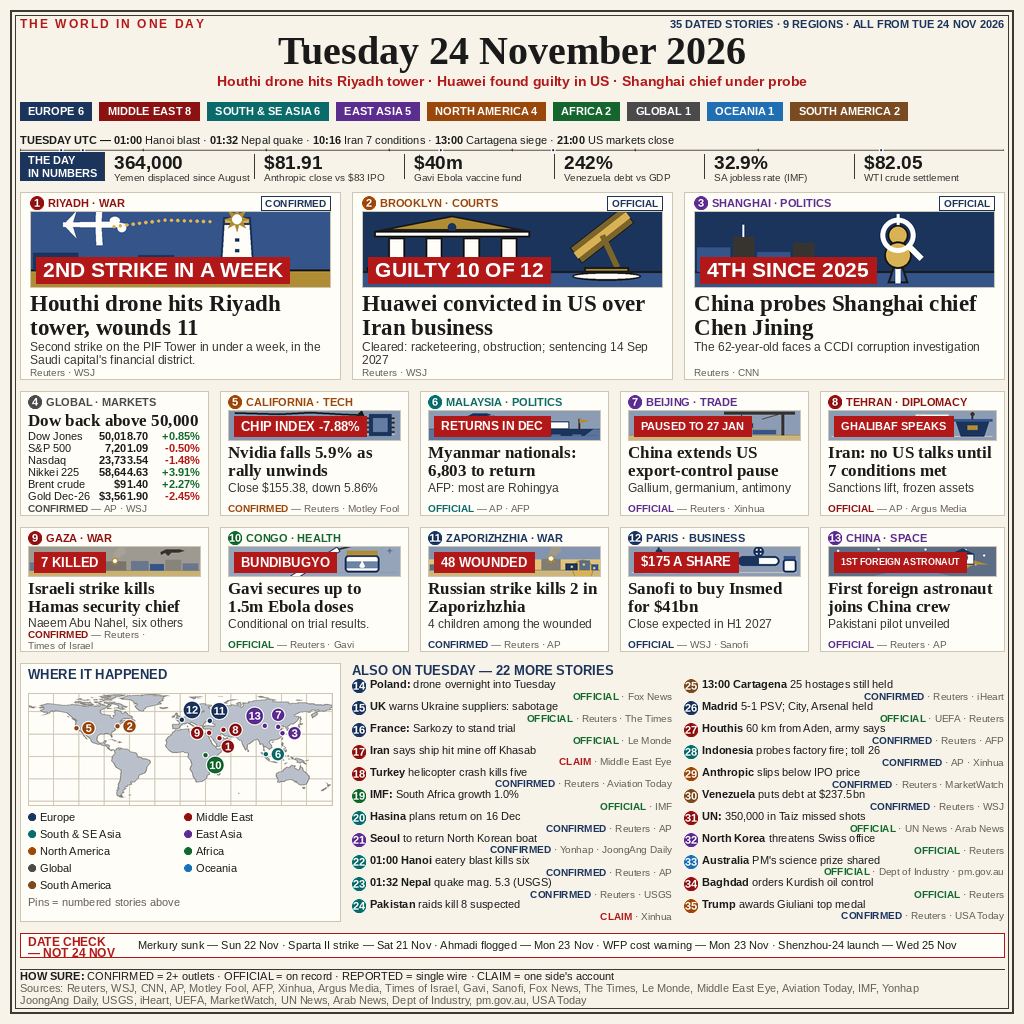 THE WORLD IN ONE DAY
35 DATED STORIES · 9 REGIONS · ALL FROM TUE 24 NOV 2026
Tuesday 24 November 2026
Houthi drone hits Riyadh tower · Huawei found guilty in US · Shanghai chief under probe
EUROPE 6
MIDDLE EAST 8
SOUTH & SE ASIA 6
EAST ASIA 5
NORTH AMERICA 4
AFRICA 2
GLOBAL 1
OCEANIA 1
SOUTH AMERICA 2
TUESDAY UTC — 01:00 Hanoi blast · 01:32 Nepal quake · 10:16 Iran 7 conditions · 13:00 Cartagena siege · 21:00 US markets close
THE DAY
IN NUMBERS
364,000
Yemen displaced since August
$81.91
Anthropic close vs $83 IPO
$40m
Gavi Ebola vaccine fund
242%
Venezuela debt vs GDP
32.9%
SA jobless rate (IMF)
$82.05
WTI crude settlement
1 RIYADH · WAR
CONFIRMED
2ND STRIKE IN A WEEK
Houthi drone hits Riyadh
tower, wounds 11
Second strike on the PIF Tower in under a week, in the
Saudi capital's financial district.
Reuters · WSJ
2 BROOKLYN · COURTS
OFFICIAL
GUILTY 10 OF 12
Huawei convicted in US over
Iran business
Cleared: racketeering, obstruction; sentencing 14 Sep
2027
Reuters · WSJ
3 SHANGHAI · POLITICS
OFFICIAL
4TH SINCE 2025
China probes Shanghai chief
Chen Jining
The 62-year-old faces a CCDI corruption investigation
Reuters · CNN
4 GLOBAL · MARKETS
Dow back above 50,000
Dow Jones 50,018.70 +0.85%
S&P 500 7,201.09 -0.50%
Nasdaq 23,733.54 -1.48%
Nikkei 225 58,644.63 +3.91%
Brent crude $91.40 +2.27%
Gold Dec-26 $3,561.90 -2.45%
CONFIRMED — AP · WSJ
5 CALIFORNIA · TECH
CHIP INDEX -7.88%
Nvidia falls 5.9% as
rally unwinds
Close $155.38, down 5.86%
CONFIRMED — Reuters · Motley Fool
6 MALAYSIA · POLITICS
RETURNS IN DEC
Myanmar nationals:
6,803 to return
AFP: most are Rohingya
OFFICIAL — AP · AFP
7 BEIJING · TRADE
PAUSED TO 27 JAN
China extends US
export-control pause
Gallium, germanium, antimony
OFFICIAL — Reuters · Xinhua
8 TEHRAN · DIPLOMACY
GHALIBAF SPEAKS
Iran: no US talks until
7 conditions met
Sanctions lift, frozen assets
OFFICIAL — AP · Argus Media
9 GAZA · WAR
7 KILLED
Israeli strike kills
Hamas security chief
Naeem Abu Nahel, six others
CONFIRMED — Reuters ·
Times of Israel
10 CONGO · HEALTH
BUNDIBUGYO
Gavi secures up to
1.5m Ebola doses
Conditional on trial results.
OFFICIAL — Reuters · Gavi
11 ZAPORIZHZHIA · WAR
48 WOUNDED
Russian strike kills 2 in
Zaporizhzhia
4 children among the wounded
CONFIRMED — Reuters · AP
12 PARIS · BUSINESS
$175 A SHARE
Sanofi to buy Insmed
for $41bn
Close expected in H1 2027
OFFICIAL — WSJ · Sanofi
13 CHINA · SPACE
1ST FOREIGN ASTRONAUT
First foreign astronaut
joins China crew
Pakistani pilot unveiled
OFFICIAL — Reuters · AP
WHERE IT HAPPENED
12 11 13 7
5 2 9 8 3
1 6
10
Europe
Middle East
South & SE Asia
East Asia
North America
Africa
Global
Oceania
South America
Pins = numbered stories above
ALSO ON TUESDAY — 22 MORE STORIES
14 Poland: drone overnight into Tuesday
OFFICIAL · Fox News
15 UK warns Ukraine suppliers: sabotage
OFFICIAL · Reuters · The Times
16 France: Sarkozy to stand trial
OFFICIAL · Le Monde
17 Iran says ship hit mine off Khasab
CLAIM · Middle East Eye
18 Turkey helicopter crash kills five
CONFIRMED · Reuters · Aviation Today
19 IMF: South Africa growth 1.0%
OFFICIAL · IMF
20 Hasina plans return on 16 Dec
CONFIRMED · Reuters · AP
21 Seoul to return North Korean boat
CONFIRMED · Yonhap · JoongAng Daily
22 01:00 Hanoi eatery blast kills six
CONFIRMED · Reuters · AP
23 01:32 Nepal quake mag. 5.3 (USGS)
CONFIRMED · Reuters · USGS
24 Pakistan raids kill 8 suspected
CLAIM · Xinhua
25 13:00 Cartagena 25 hostages still held
CONFIRMED · Reuters · iHeart
26 Madrid 5-1 PSV; City, Arsenal held
OFFICIAL · UEFA · Reuters
27 Houthis 60 km from Aden, army says
CONFIRMED · Reuters · AFP
28 Indonesia probes factory fire; toll 26
CONFIRMED · AP · Xinhua
29 Anthropic slips below IPO price
CONFIRMED · Reuters · MarketWatch
30 Venezuela puts debt at $237.5bn
CONFIRMED · Reuters · WSJ
31 UN: 350,000 in Taiz missed shots
OFFICIAL · UN News · Arab News
32 North Korea threatens Swiss office
OFFICIAL · Reuters
33 Australia PM's science prize shared
OFFICIAL · Dept of Industry · pm.gov.au
34 Baghdad orders Kurdish oil control
OFFICIAL · Reuters
35 Trump awards Giuliani top medal
CONFIRMED · Reuters · USA Today
DATE CHECK
— NOT 24 NOV
Merkury sunk — Sun 22 Nov · Sparta II strike — Sat 21 Nov · Ahmadi flogged — Mon 23 Nov · WFP cost warning — Mon 23 Nov · Shenzhou-24 launch — Wed 25 Nov
HOW SURE: CONFIRMED = 2+ outlets · OFFICIAL = on record · REPORTED = single wire · CLAIM = one side's account
Sources: Reuters, WSJ, CNN, AP, Motley Fool, AFP, Xinhua, Argus Media, Times of Israel, Gavi, Sanofi, Fox News, The Times, Le Monde, Middle East Eye, Aviation Today, IMF, Yonhap
JoongAng Daily, USGS, iHeart, UEFA, MarketWatch, UN News, Arab News, Dept of Industry, pm.gov.au, USA Today